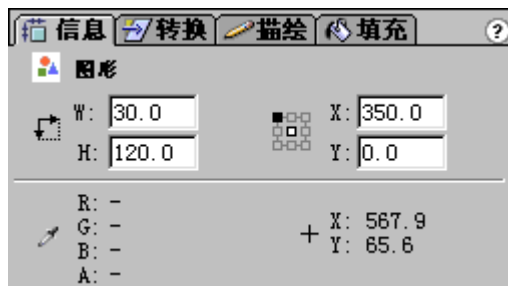 信息 转换 描绘 填充 ?
图形
W: 30.0 X: 350.0
H: 120.0 Y: 0.0
R: -
G: - X: 567.9
B: - Y: 65.6
A: -